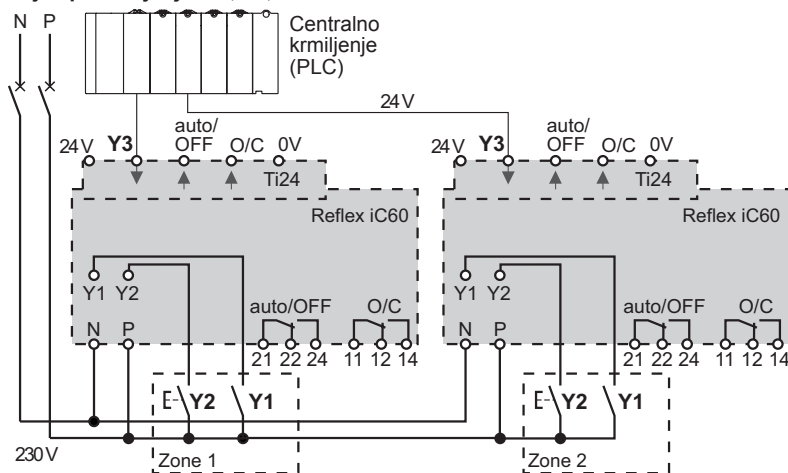 N P
Centralno
krmiljenje
(PLC)
24V
24V Y3 auto/
OFF O/C 0V
Ti24
Reflex iC60
Y1 Y2
auto/OFF O/C
N P
21 22 24 11 12 14
24V Y3 auto/
OFF O/C 0V
Ti24
Reflex iC60
Y1 Y2
auto/OFF O/C
N P
21 22 24 11 12 14
E Y2 Y1
Zone 1
E Y2 Y1
Zone 2
230V